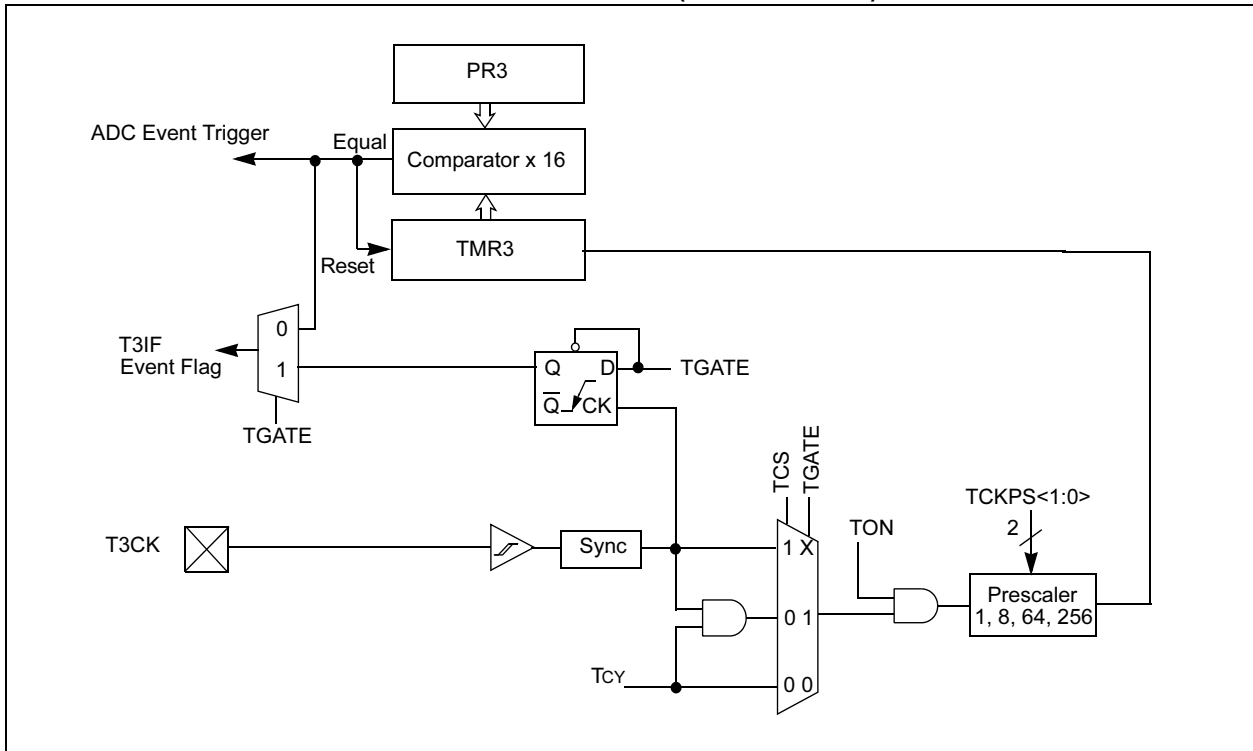 PR3
ADC Event Trigger
Equal
Comparator x 16
TMR3
Reset
0
T3IF
Event Flag
1
Q
D
TGATE
Q
CK
TGATE
TCS
TGATE
TCKPS<1:0>
2
TON
T3CK
Sync
1 X
Prescaler
1, 8, 64, 256
0 1
TCY
0 0